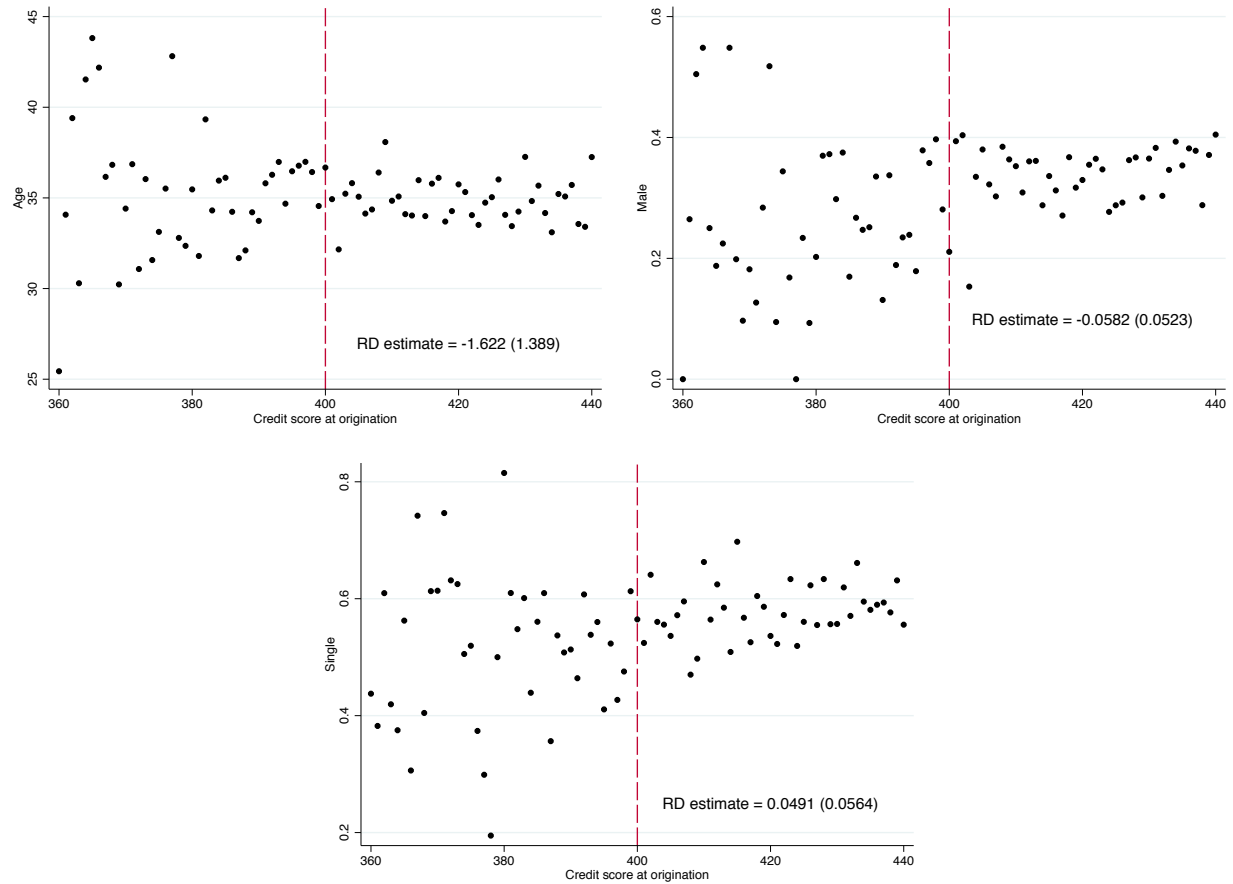 45
40
35
30
25
Age
RD estimate = -1.622 (1.389)
360 380 400 420 440
Credit score at origination
0.6
0.4
0.2
0.0
Male
RD estimate = -0.0582 (0.0523)
360 380 400 420 440
Credit score at origination
0.8
0.6
0.4
0.2
Single
RD estimate = 0.0491 (0.0564)
360 380 400 420 440
Credit score at origination